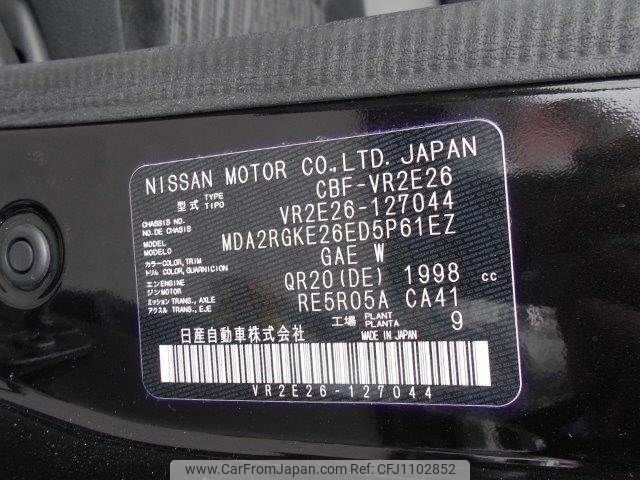 NISSAN MOTOR CO.,LTD. JAPAN
型式 TYPE TIPO CBF-VR2E26
CHASSIS NO. NO.DE CHASIS VR2E26-127044
MODEL MODELO MDA2RGKE26ED5P61EZ
カラー COLOR, TRIM トリム COLOR, GUARNICION GAE W
エンジン ENGINE MOTOR QR20(DE) 1998 cc
ミッション TRANS., AXLE アクスル TRANS., EJE RE5R05A CA41
工場 PLANT PLANTA 9
日産自動車株式会社 MADE IN JAPAN
VR2E26-127044
www.CarFromJapan.com | Ref No. CFJ1102852